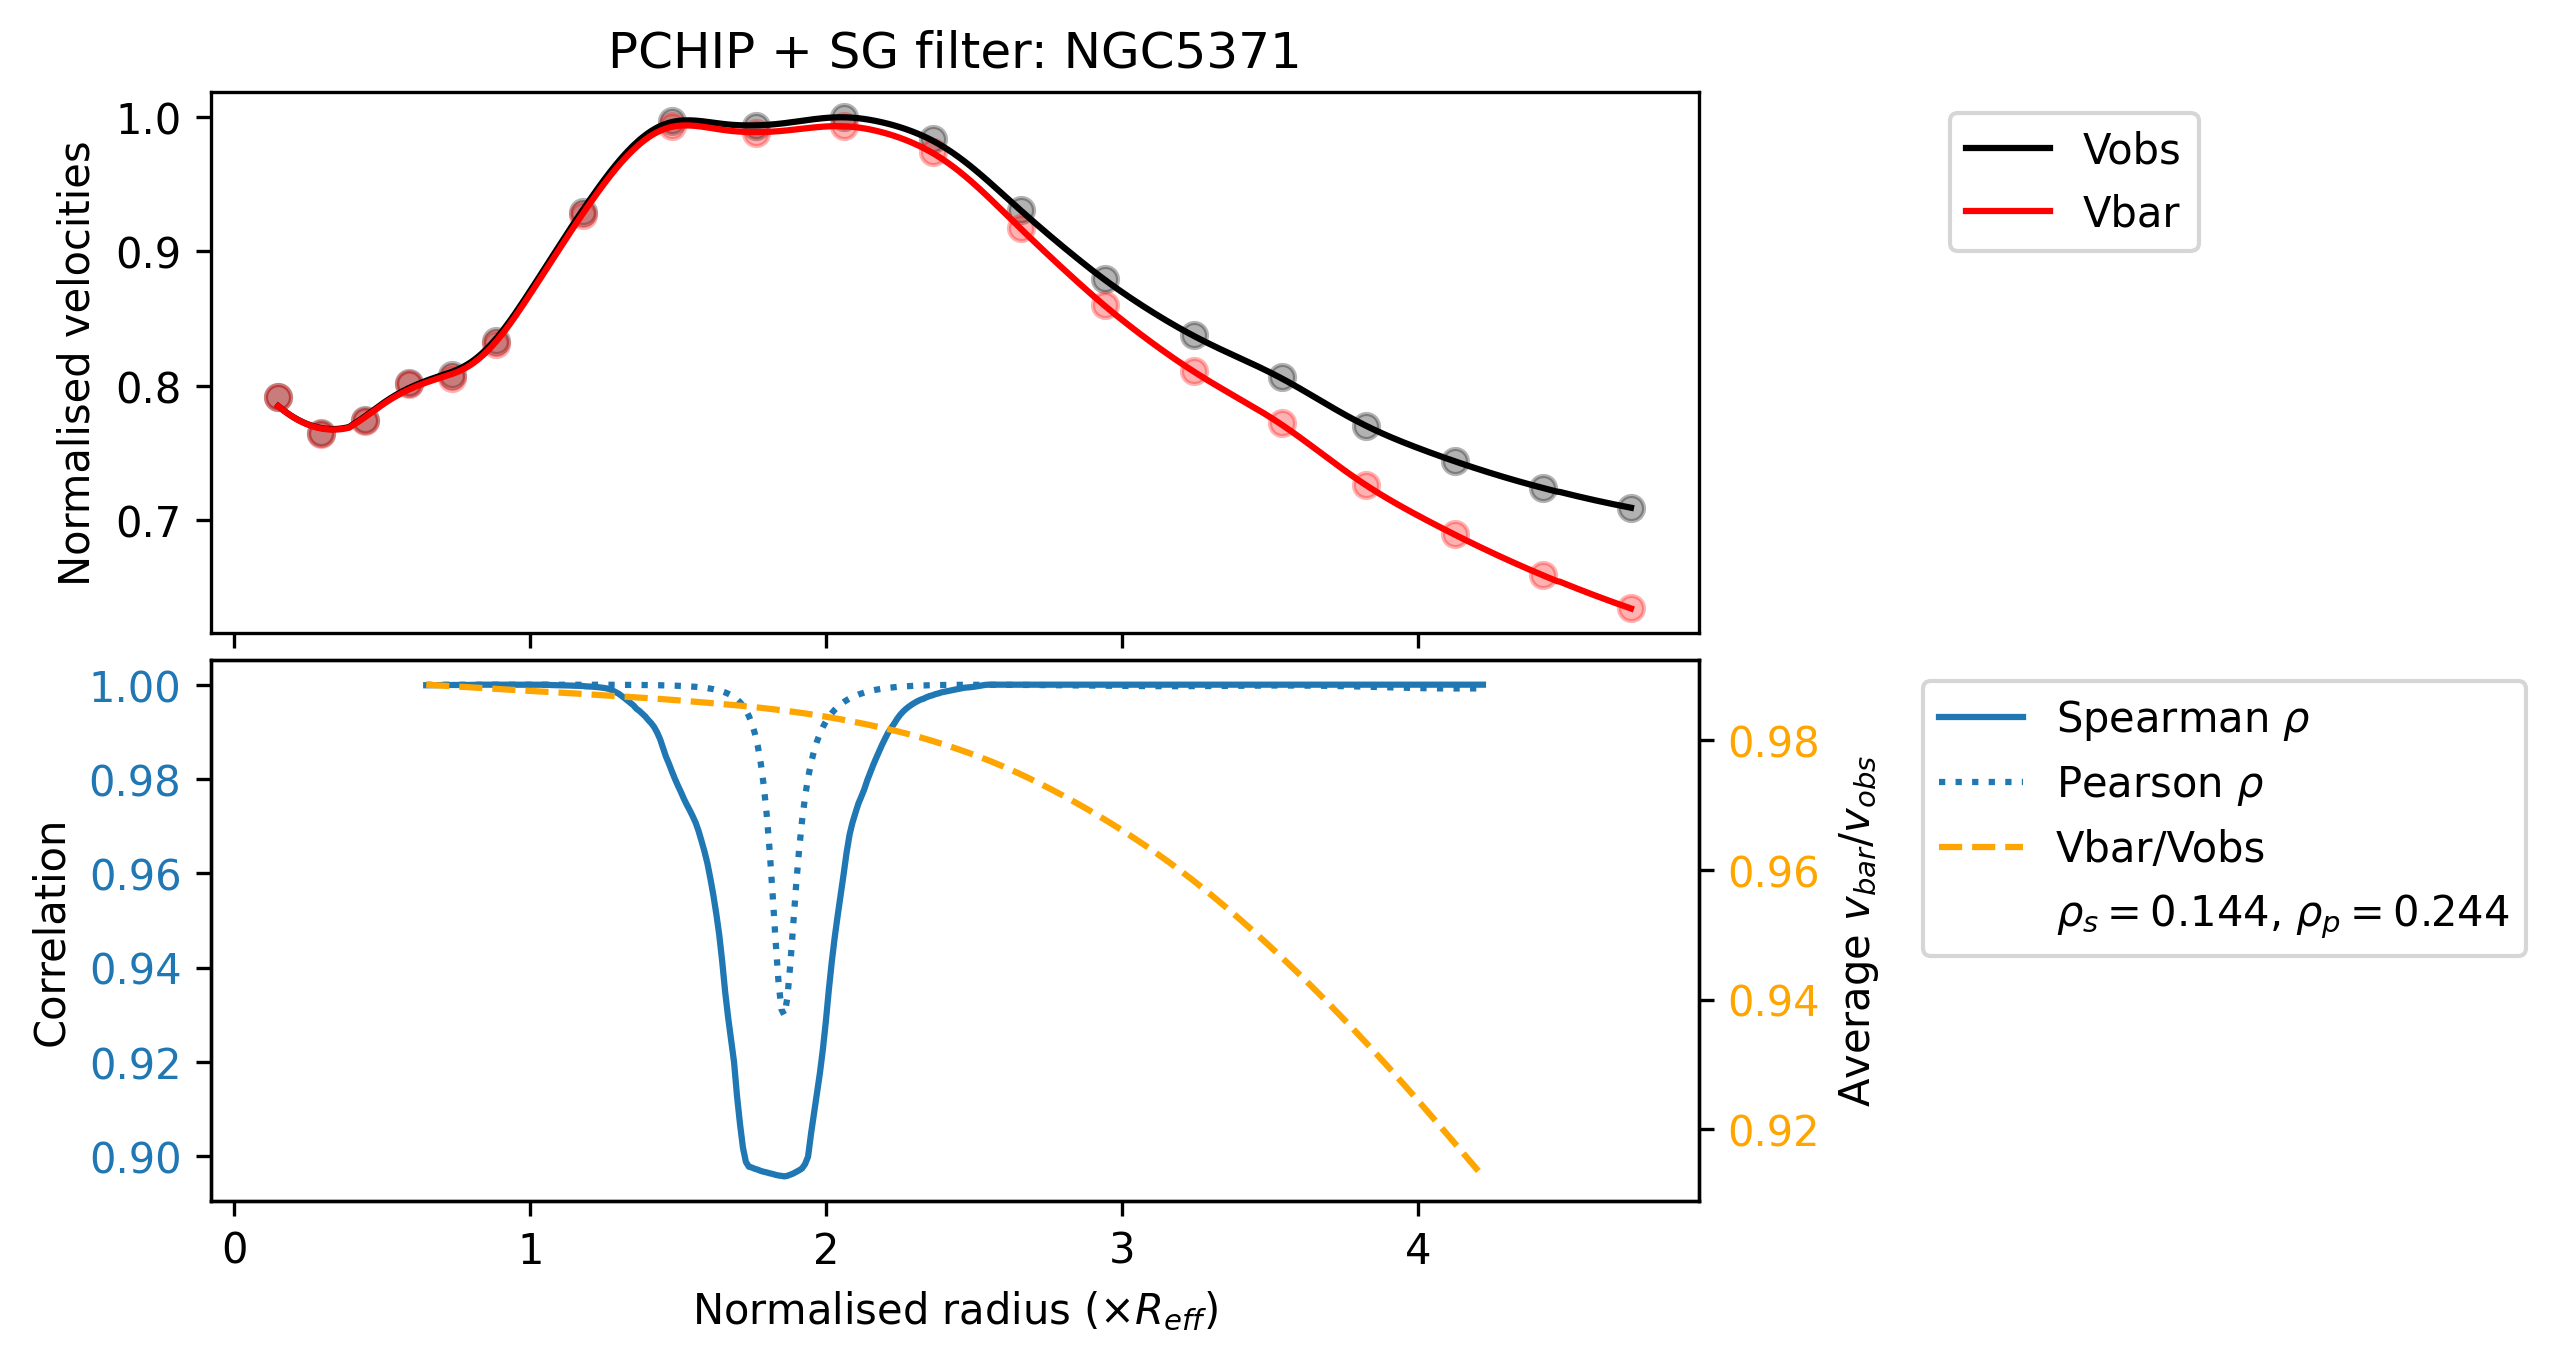 PCHIP + SG filter: NGC5371
Normalised velocities
1.0
0.9
0.8
0.7
Vobs
Vbar
Correlation
1.00
0.98
0.96
0.94
0.92
0.90
0.98
0.96
0.94
0.92
Average v_bar/v_obs
Spearman ρ
Pearson ρ
Vbar/Vobs
ρ_s = 0.144, ρ_p = 0.244
0 1 2 3 4
Normalised radius (×R_eff)